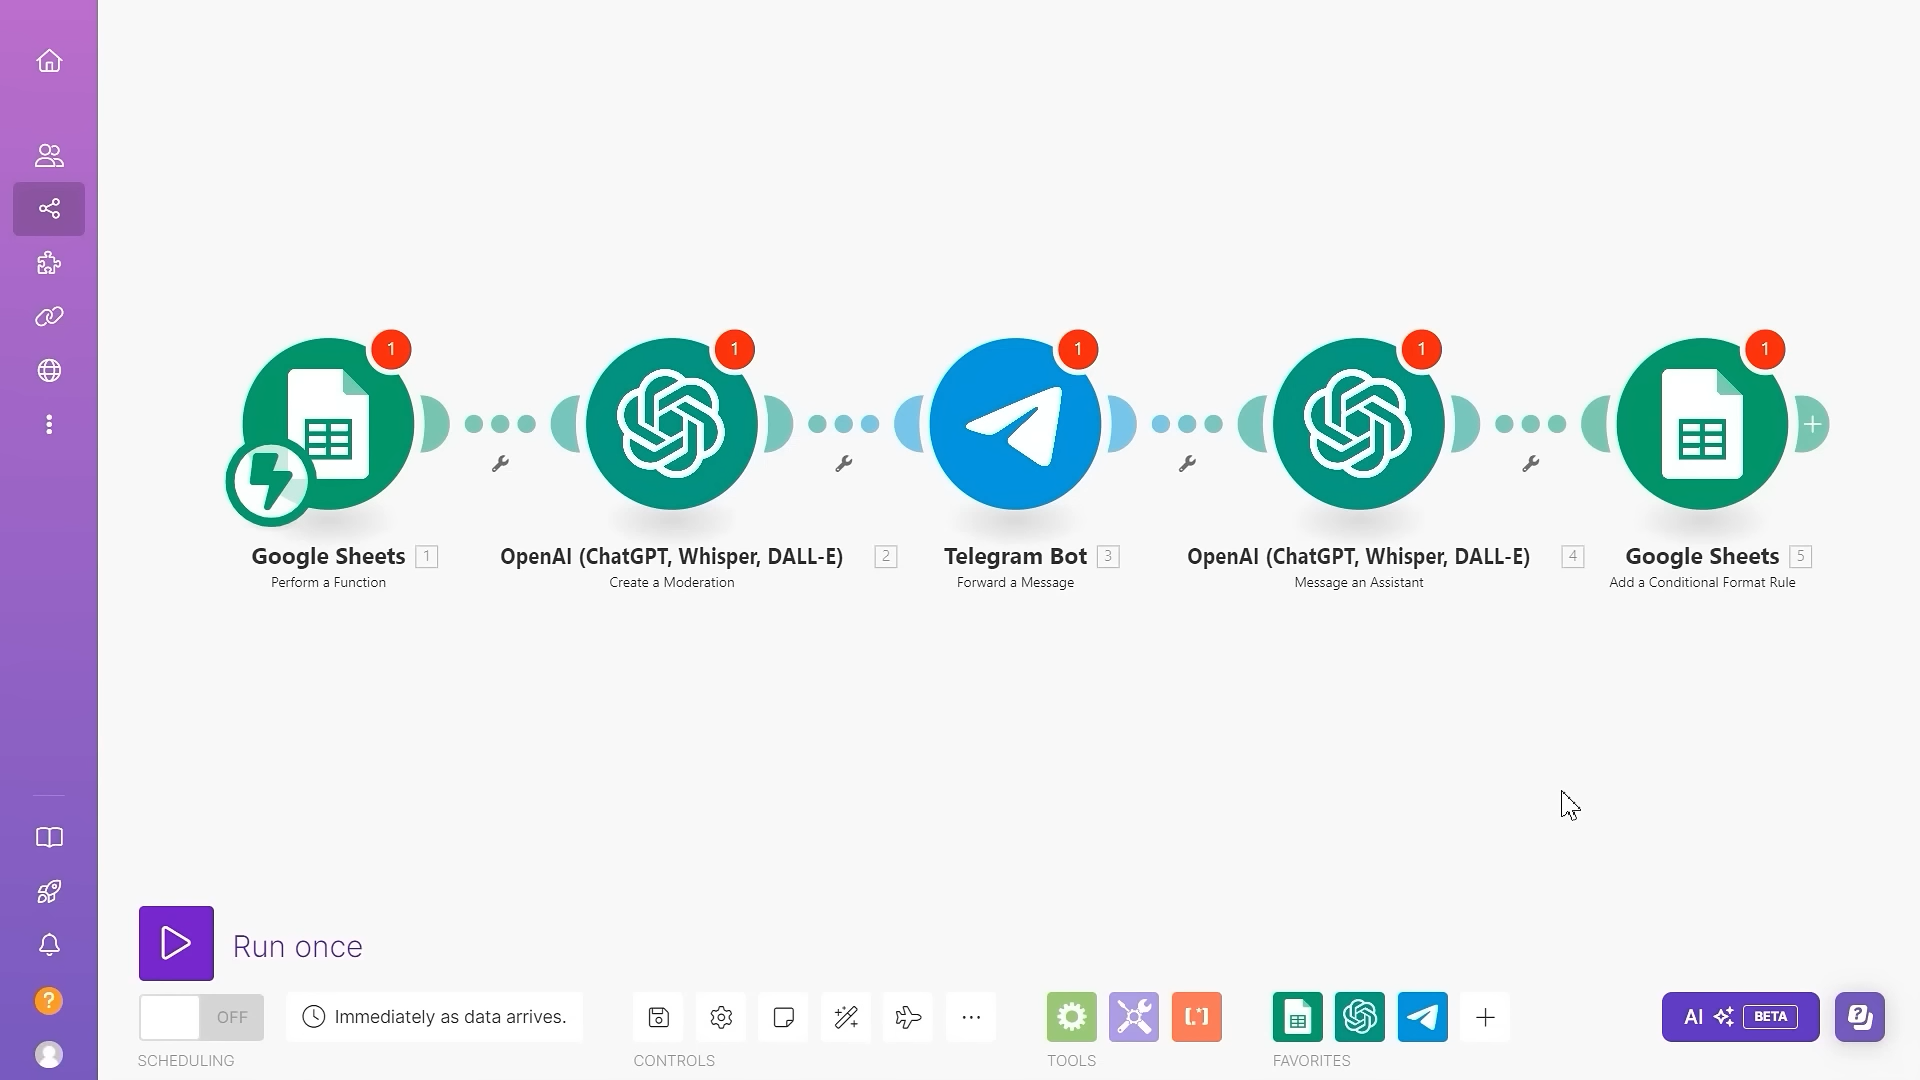 1
1
1
1
1
Google Sheets 1
Perform a Function
OpenAI (ChatGPT, Whisper, DALL-E) 2
Create a Moderation
Telegram Bot 3
Forward a Message
OpenAI (ChatGPT, Whisper, DALL-E) 4
Message an Assistant
Google Sheets 5
Add a Conditional Format Rule
Run once
OFF
Immediately as data arrives.
AI BETA
SCHEDULING
CONTROLS
TOOLS
FAVORITES